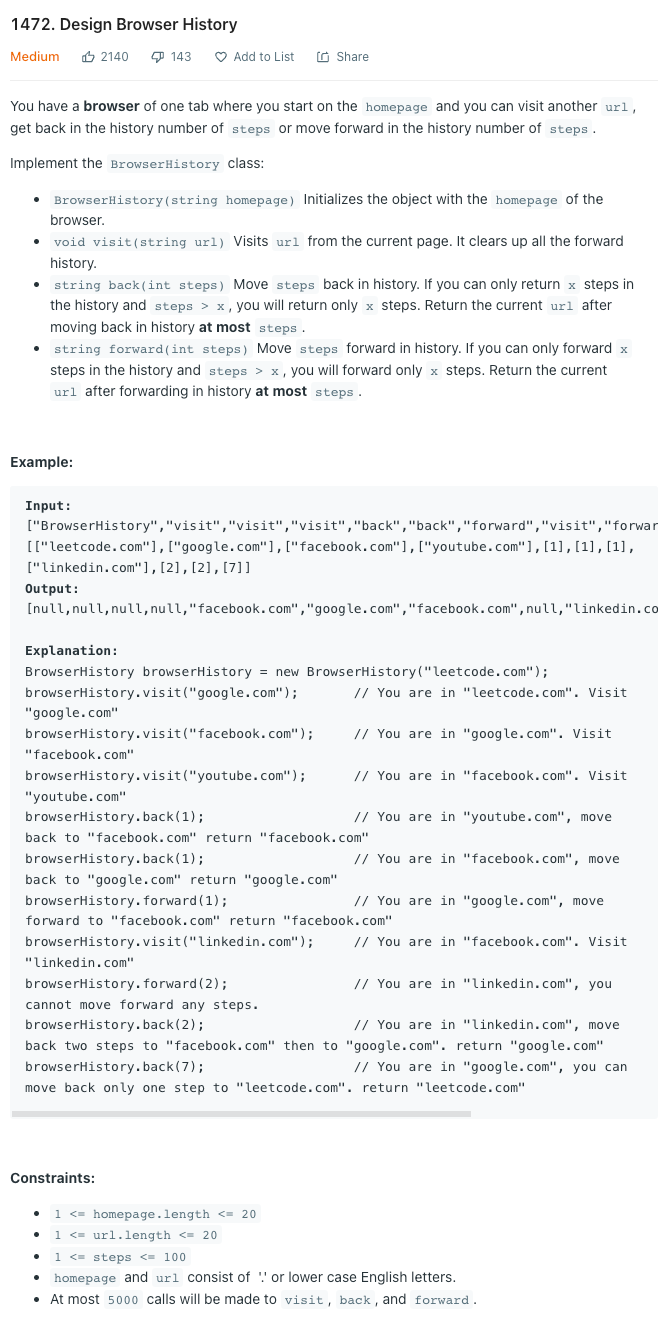 1472. Design Browser History
Medium 2140 143 Add to List Share
You have a browser of one tab where you start on the homepage and you can visit another url ,
get back in the history number of steps or move forward in the history number of steps .
Implement the BrowserHistory class:
• BrowserHistory(string homepage) Initializes the object with the homepage of the
browser.
• void visit(string url) Visits url from the current page. It clears up all the forward
history.
• string back(int steps) Move steps back in history. If you can only return x steps in
the history and steps > x , you will return only x steps. Return the current url after
moving back in history at most steps .
• string forward(int steps) Move steps forward in history. If you can only forward x
steps in the history and steps > x , you will forward only x steps. Return the current
url after forwarding in history at most steps .
Example:
Input:
["BrowserHistory","visit","visit","visit","back","back","forward","visit","forwar
[["leetcode.com"],["google.com"],["facebook.com"],["youtube.com"],[1],[1],[1],
["linkedin.com"],[2],[2],[7]]
Output:
[null,null,null,null,"facebook.com","google.com","facebook.com",null,"linkedin.co
Explanation:
BrowserHistory browserHistory = new BrowserHistory("leetcode.com");
browserHistory.visit("google.com");       // You are in "leetcode.com". Visit
"google.com"
browserHistory.visit("facebook.com");     // You are in "google.com". Visit
"facebook.com"
browserHistory.visit("youtube.com");      // You are in "facebook.com". Visit
"youtube.com"
browserHistory.back(1);                   // You are in "youtube.com", move
back to "facebook.com" return "facebook.com"
browserHistory.back(1);                   // You are in "facebook.com", move
back to "google.com" return "google.com"
browserHistory.forward(1);                // You are in "google.com", move
forward to "facebook.com" return "facebook.com"
browserHistory.visit("linkedin.com");     // You are in "facebook.com". Visit
"linkedin.com"
browserHistory.forward(2);                // You are in "linkedin.com", you
cannot move forward any steps.
browserHistory.back(2);                   // You are in "linkedin.com", move
back two steps to "facebook.com" then to "google.com". return "google.com"
browserHistory.back(7);                   // You are in "google.com", you can
move back only one step to "leetcode.com". return "leetcode.com"
Constraints:
• 1 <= homepage.length <= 20
• 1 <= url.length <= 20
• 1 <= steps <= 100
• homepage and url consist of '.' or lower case English letters.
• At most 5000 calls will be made to visit , back , and forward .